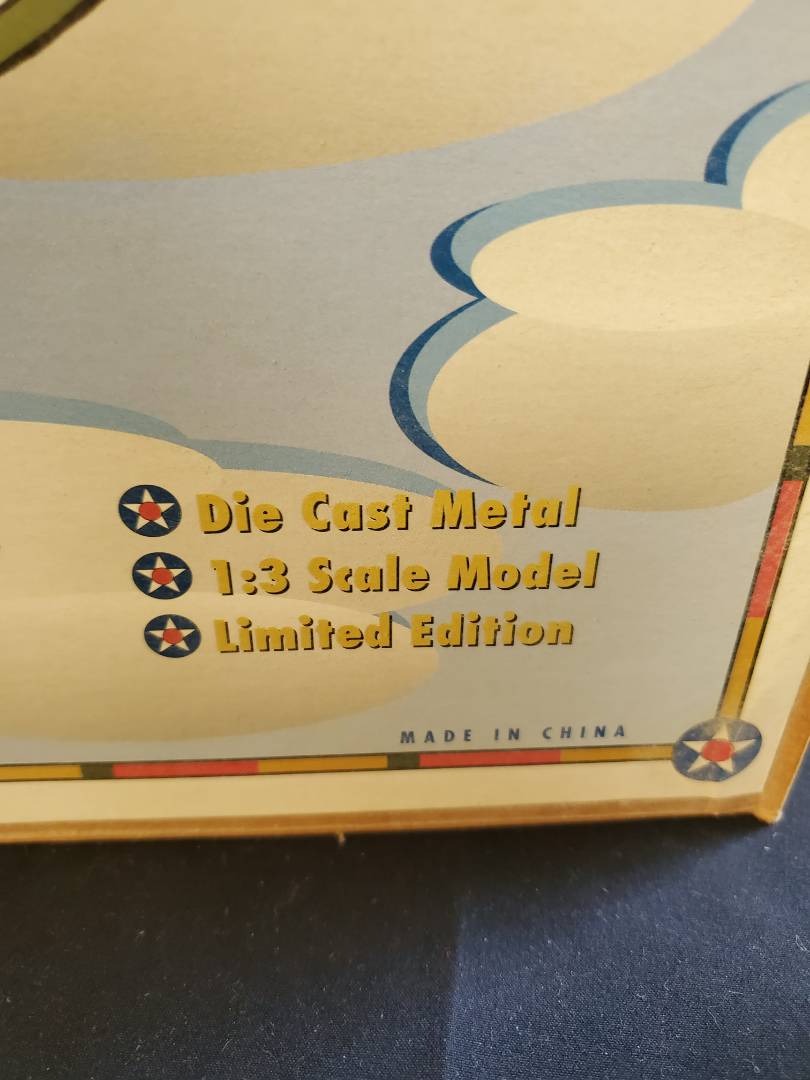 Die Cast Metal
1:3 Scale Model
Limited Edition
MADE IN CHINA